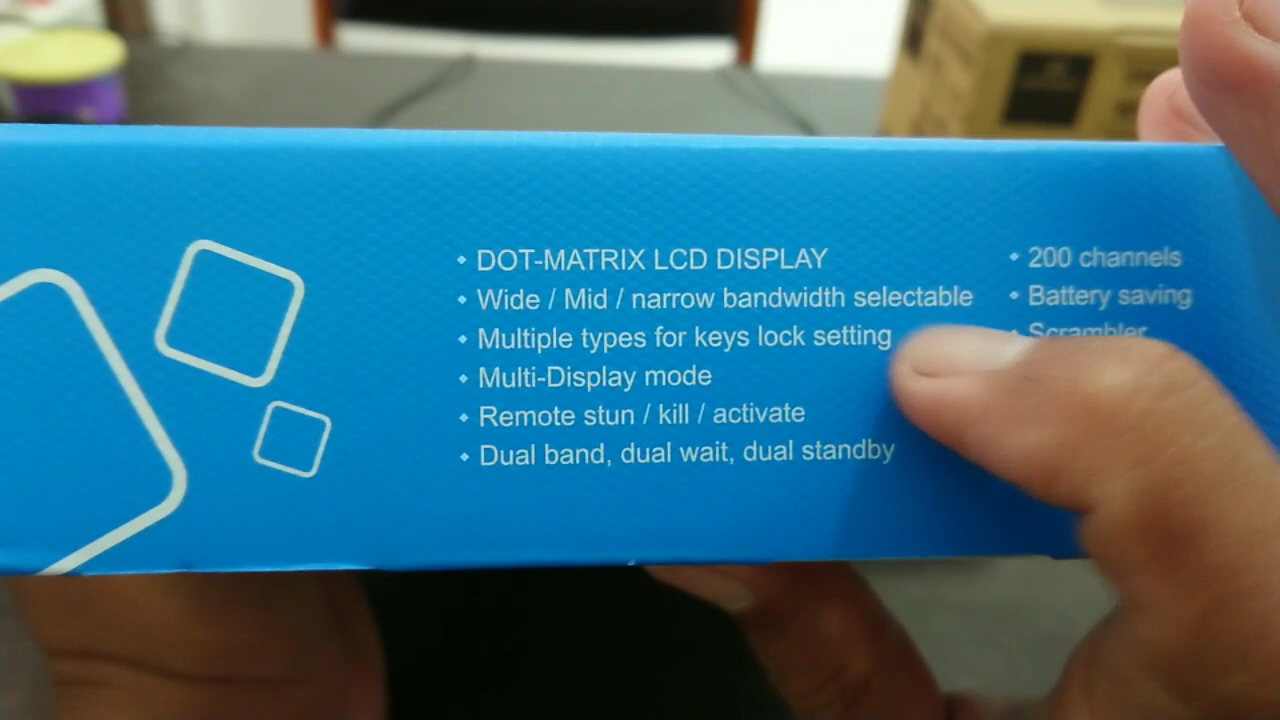 DOT-MATRIX LCD DISPLAY
Wide / Mid / narrow bandwidth selectable
Multiple types for keys lock setting
Multi-Display mode
Remote stun / kill / activate
Dual band, dual wait, dual standby
200 channels
Battery saving
Scrambler